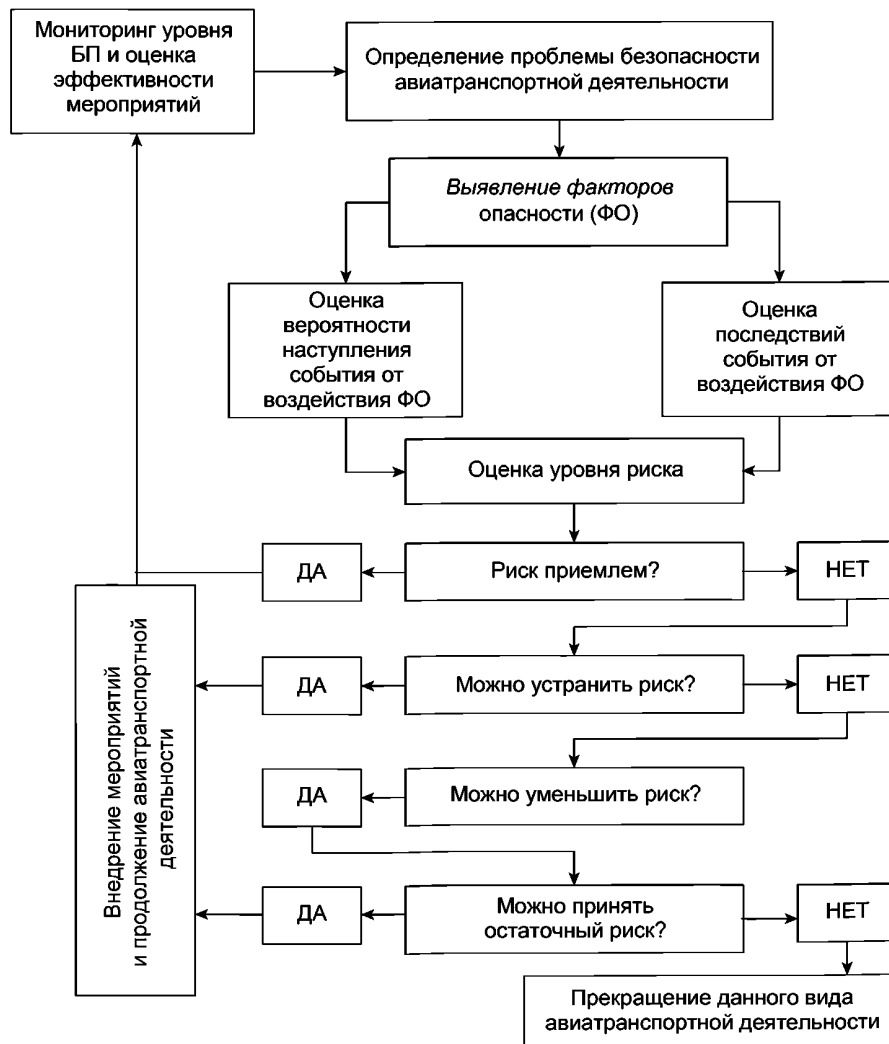 Мониторинг уровня
БП и оценка
эффективности
мероприятий
Определение проблемы безопасности
авиатранспортной деятельности
Выявление факторов
опасности (ФО)
Оценка
вероятности
наступления
события от
воздействия ФО
Оценка
последствий
события от
воздействия ФО
Оценка уровня риска
ДА
Риск приемлем?
НЕТ
ДА
Можно устранить риск?
НЕТ
ДА
Можно уменьшить риск?
ДА
Можно принять
остаточный риск?
НЕТ
Внедрение мероприятий
и продолжение авиатранспортной
деятельности
Прекращение данного вида
авиатранспортной деятельности